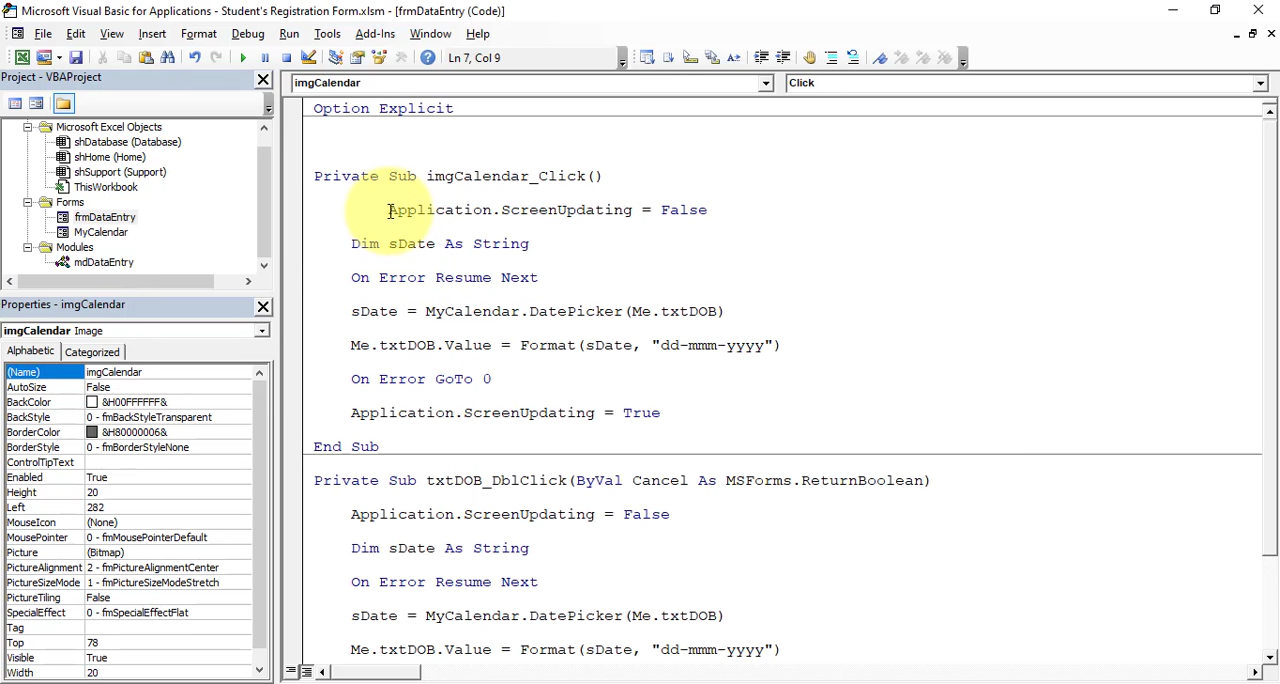 Microsoft Visual Basic for Applications - Student's Registration Form.xlsm - [frmDataEntry (Code)]
File Edit View Insert Format Debug Run Tools Add-Ins Window Help
Ln 7, Col 9
Project - VBAProject
Microsoft Excel Objects
shDatabase (Database)
shHome (Home)
shSupport (Support)
ThisWorkbook
Forms
frmDataEntry
MyCalendar
Modules
mdDataEntry
Properties - imgCalendar
imgCalendar Image
Alphabetic Categorized
(Name) imgCalendar
AutoSize False
BackColor &H00FFFFFF&
BackStyle 0 - fmBackStyleTransparent
BorderColor &H80000006&
BorderStyle 0 - fmBorderStyleNone
ControlTipText
Enabled True
Height 20
Left 282
MouseIcon (None)
MousePointer 0 - fmMousePointerDefault
Picture (Bitmap)
PictureAlignment 2 - fmPictureAlignmentCenter
PictureSizeMode 1 - fmPictureSizeModeStretch
PictureTiling False
SpecialEffect 0 - fmSpecialEffectFlat
Tag
Top 78
Visible True
Width 20
imgCalendar Click
Option Explicit
Private Sub imgCalendar_Click()
Application.ScreenUpdating = False
Dim sDate As String
On Error Resume Next
sDate = MyCalendar.DatePicker(Me.txtDOB)
Me.txtDOB.Value = Format(sDate, "dd-mmm-yyyy")
On Error GoTo 0
Application.ScreenUpdating = True
End Sub
Private Sub txtDOB_DblClick(ByVal Cancel As MSForms.ReturnBoolean)
Application.ScreenUpdating = False
Dim sDate As String
On Error Resume Next
sDate = MyCalendar.DatePicker(Me.txtDOB)
Me.txtDOB.Value = Format(sDate, "dd-mmm-yyyy")